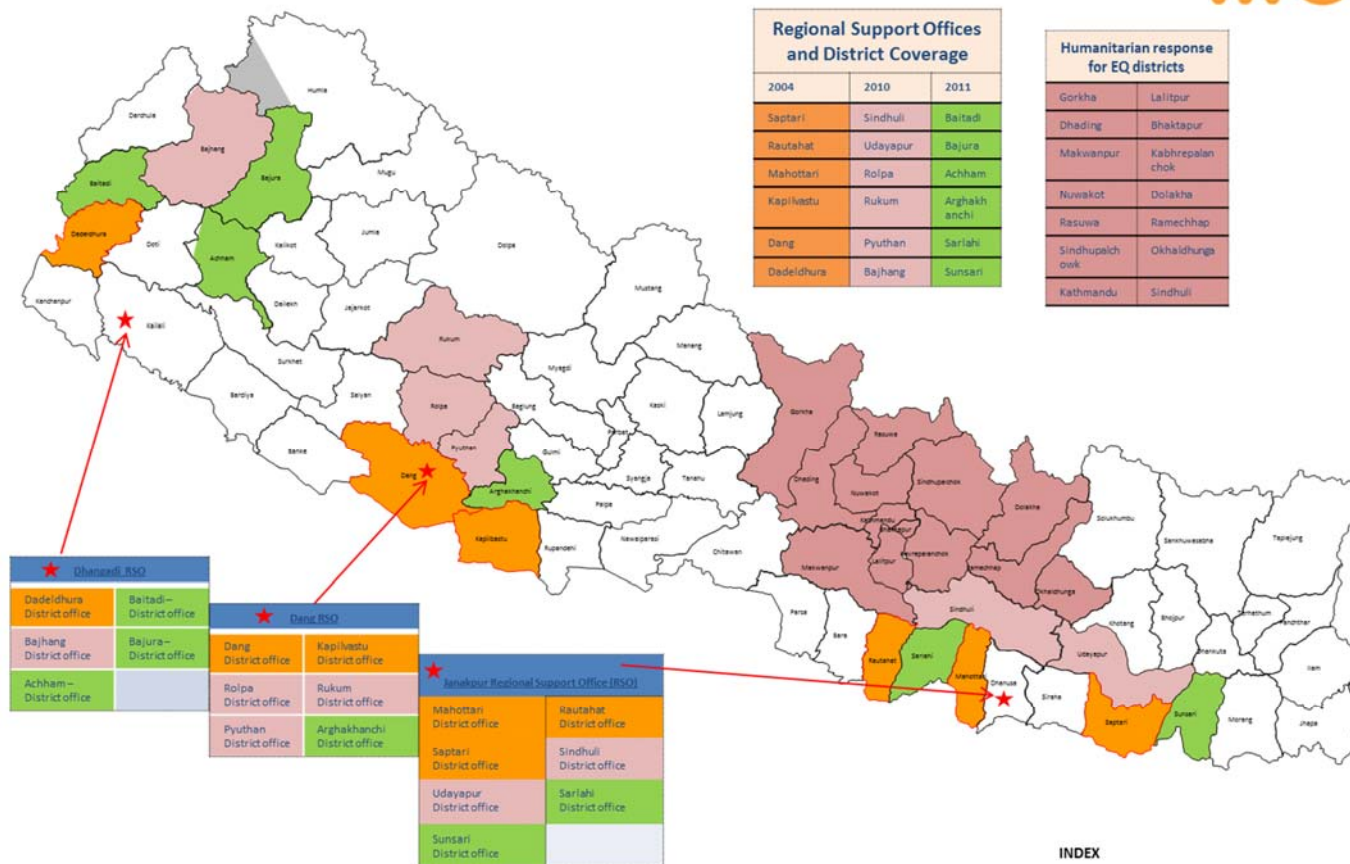 Regional Support Offices
and District Coverage
2004 2010 2011
Saptari Sindhuli Baitadi
Rautahat Udayapur Bajura
Mahottari Rolpa Achham
Kapilvastu Rukum Arghakh
anchi
Dang Pyuthan Sarlahi
Dadeldhura Bajhang Sunsari
Humanitarian response
for EQ districts
Gorkha Lalitpur
Dhading Bhaktapur
Makwanpur Kabhrepalan
chok
Nuwakot Dolakha
Rasuwa Ramechhap
Sindhupalch
owk Okhaldhunga
Kathmandu Sindhuli
Humla
Darchula
Bajhang
Baitadi
Bajura
Mugu
Dadeldhura
Doti
Achham
Kalikot
Jumla
Dolpa
Kanchanpur
Kailali
Dailekh
Jajarkot
Mustang
Rukum
Surkhet
Manang
Myagdi
Bardiya
Salyan
Rolpa
Baglung
Kaski
Lamjung
Gorkha
Parbat
Rasuwa
Banke
Dang
Pyuthan
Gulmi
Syangja
Tanahu
Dhading
Nuwakot
Sindhupalchok
Arghakhanchi
Palpa
Dolakha
Kathmandu
Bhaktapur
Solukhumbu
Sankhuwasabha
Taplejung
Kapilbastu
Rupandehi
Nawalparasi
Chitawan
Makwanpur
Lalitpur
Kavrepalanchok
Ramechhap
Okhaldhunga
Parsa
Bara
Sindhuli
Khotang
Bhojpur
Terhathum
Panchthar
Rautahat
Sarlahi
Mahottari
Dhanusa
Siraha
Udayapur
Dhankuta
Ilam
Saptari
Sunsari
Morang
Jhapa
Dhangadi RSO
Dadeldhura
District office
Baitadi–
District office
Bajhang
District office
Bajura–
District office
Achham –
District office
Dang RSO
Dang
District office
Kapilvastu
District office
Rolpa
District office
Rukum
District office
Pyuthan
District office
Arghakhanchi
District office
Janakpur Regional Support Office (RSO)
Mahottari
District office
Rautahat
District office
Saptari
District office
Sindhuli
District office
Udayapur
District office
Sarlahi
District office
Sunsari
District office
INDEX